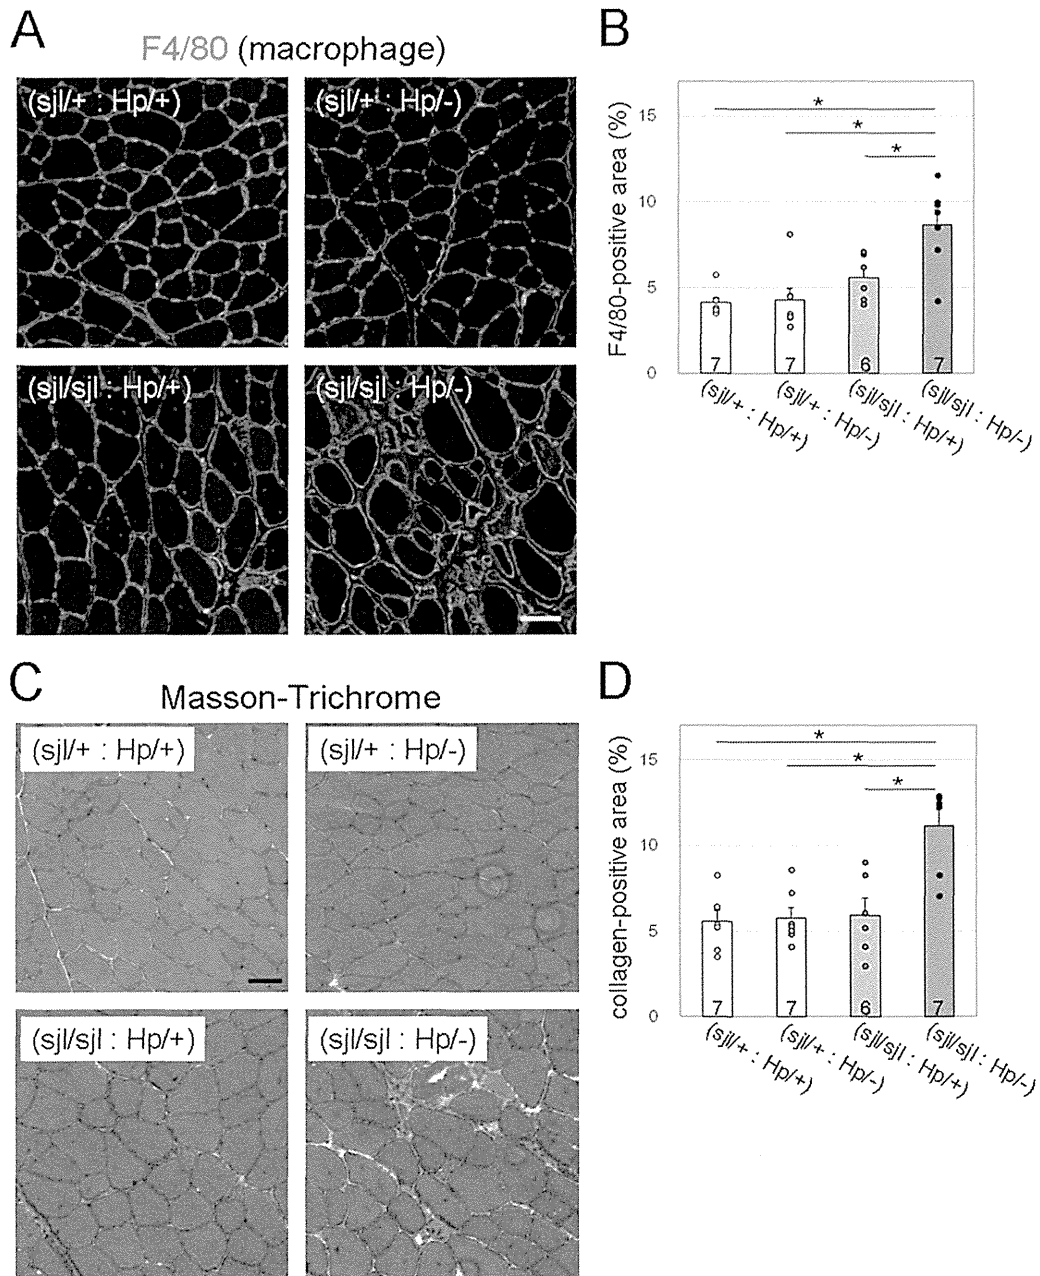 A
F4/80 (macrophage)
(sjl/+ : Hp/+)
(sjl/+ : Hp/-)
(sjl/sjl : Hp/+)
(sjl/sjl : Hp/-)
B
F4/80-positive area (%)
15
10
5
0
*
*
*
7
7
6
7
(sjl/+ : Hp/+)
(sjl/+ : Hp/-)
(sjl/sjl : Hp/+)
(sjl/sjl : Hp/-)
C
Masson-Trichrome
(sjl/+ : Hp/+)
(sjl/+ : Hp/-)
(sjl/sjl : Hp/+)
(sjl/sjl : Hp/-)
D
collagen-positive area (%)
15
10
5
0
*
*
*
7
7
6
7
(sjl/+ : Hp/+)
(sjl/+ : Hp/-)
(sjl/sjl : Hp/+)
(sjl/sjl : Hp/-)